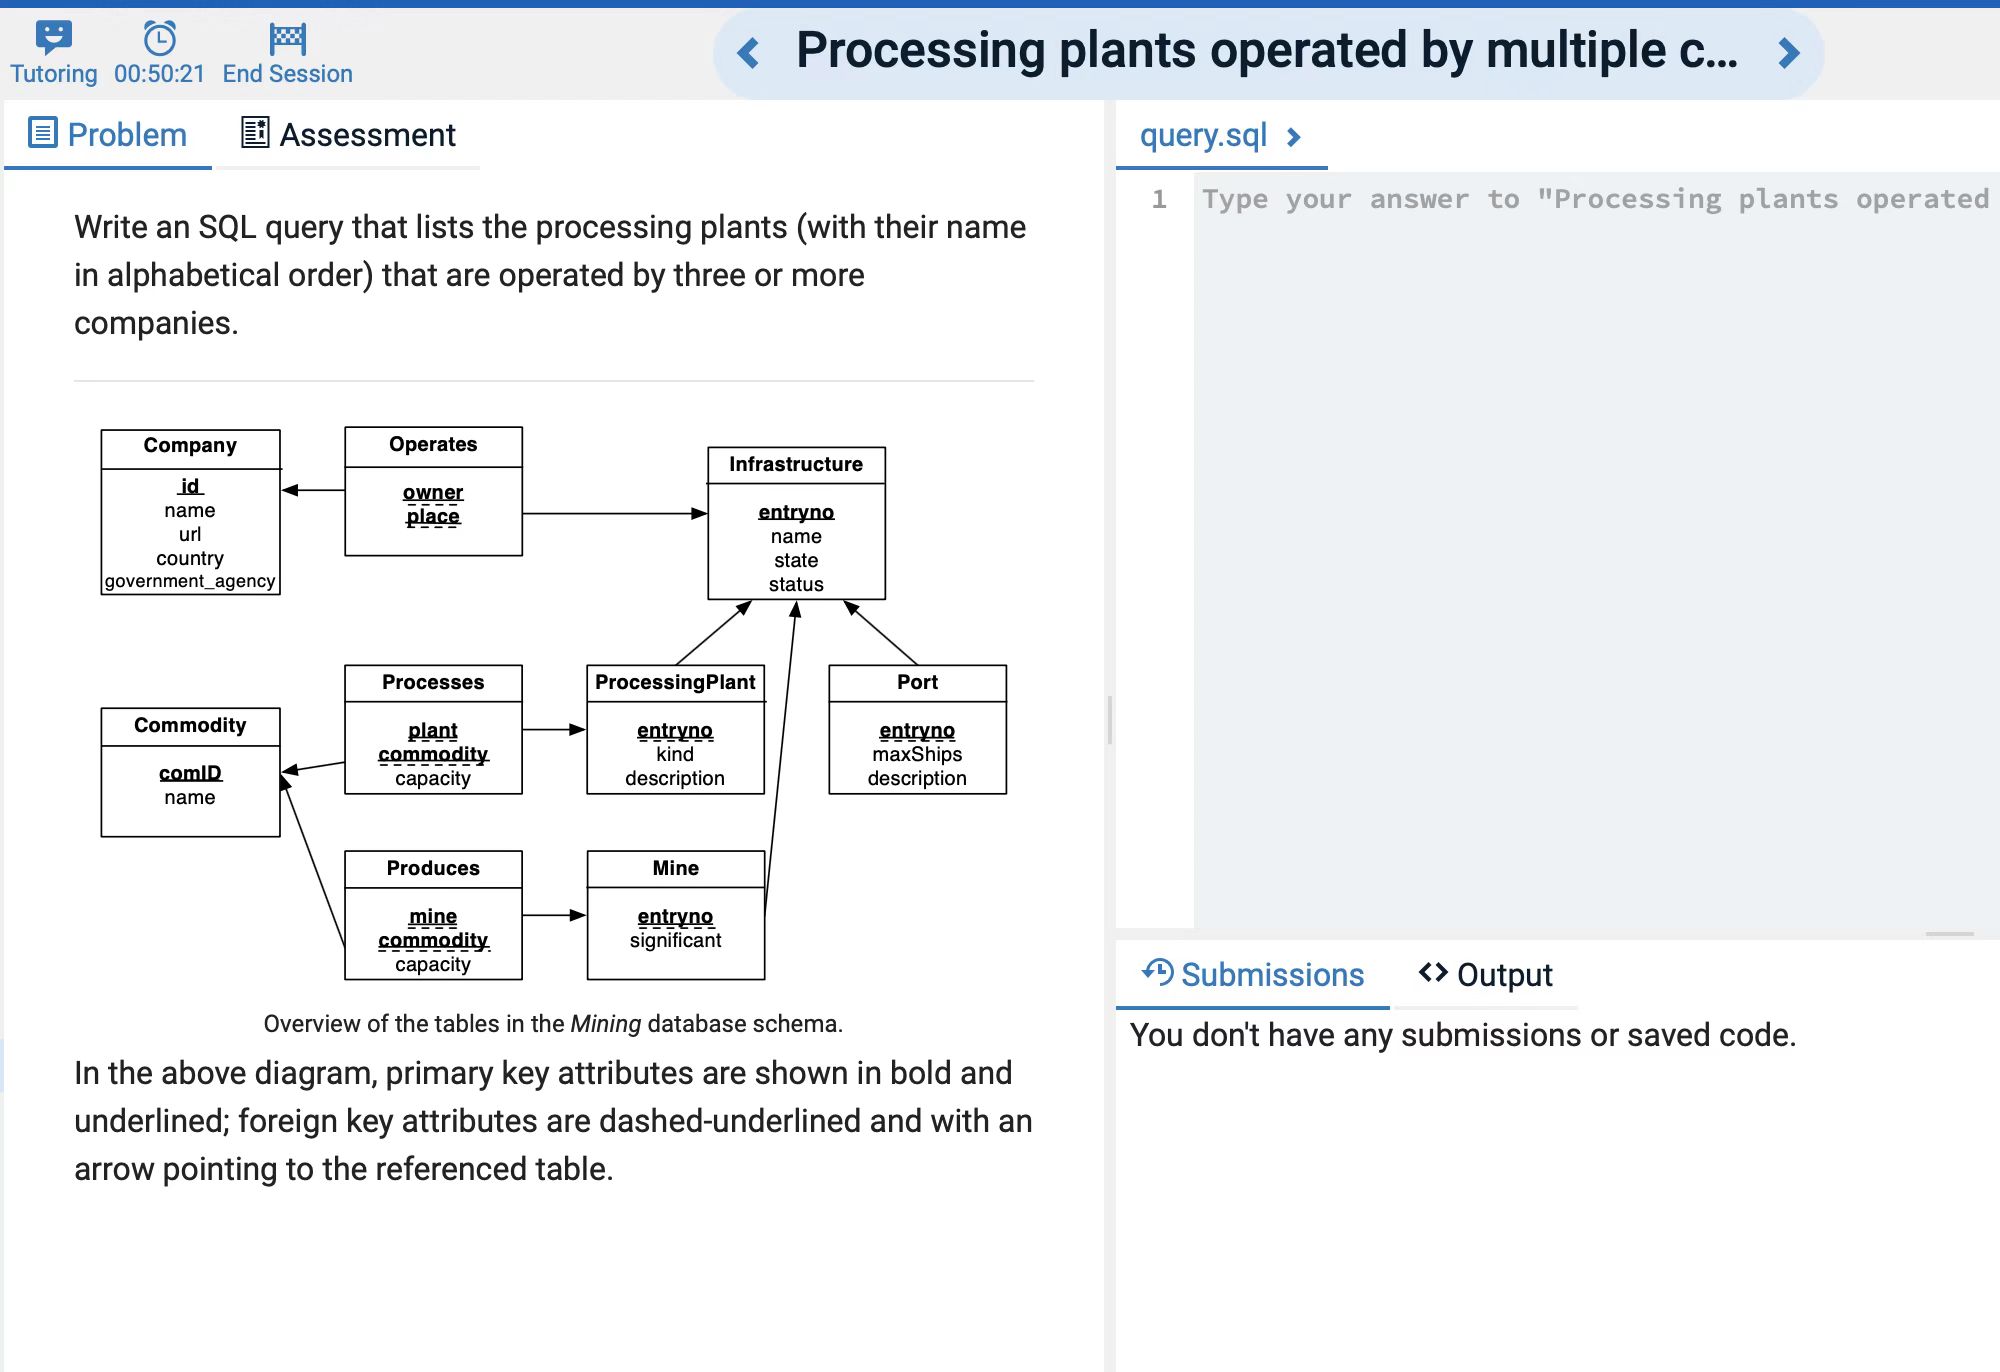 Tutoring
00:50:21
End Session
Processing plants operated by multiple c...
Problem
Assessment
Write an SQL query that lists the processing plants (with their name
in alphabetical order) that are operated by three or more
companies.
Company
id
name
url
country
government_agency
Operates
owner
place
Infrastructure
entryno
name
state
status
Commodity
comID
name
Processes
plant
commodity
capacity
ProcessingPlant
entryno
kind
description
Port
entryno
maxShips
description
Produces
mine
commodity
capacity
Mine
entryno
significant
Overview of the tables in the Mining database schema.
In the above diagram, primary key attributes are shown in bold and
underlined; foreign key attributes are dashed-underlined and with an
arrow pointing to the referenced table.
query.sql
1
Type your answer to "Processing plants operated
Submissions
Output
You don't have any submissions or saved code.